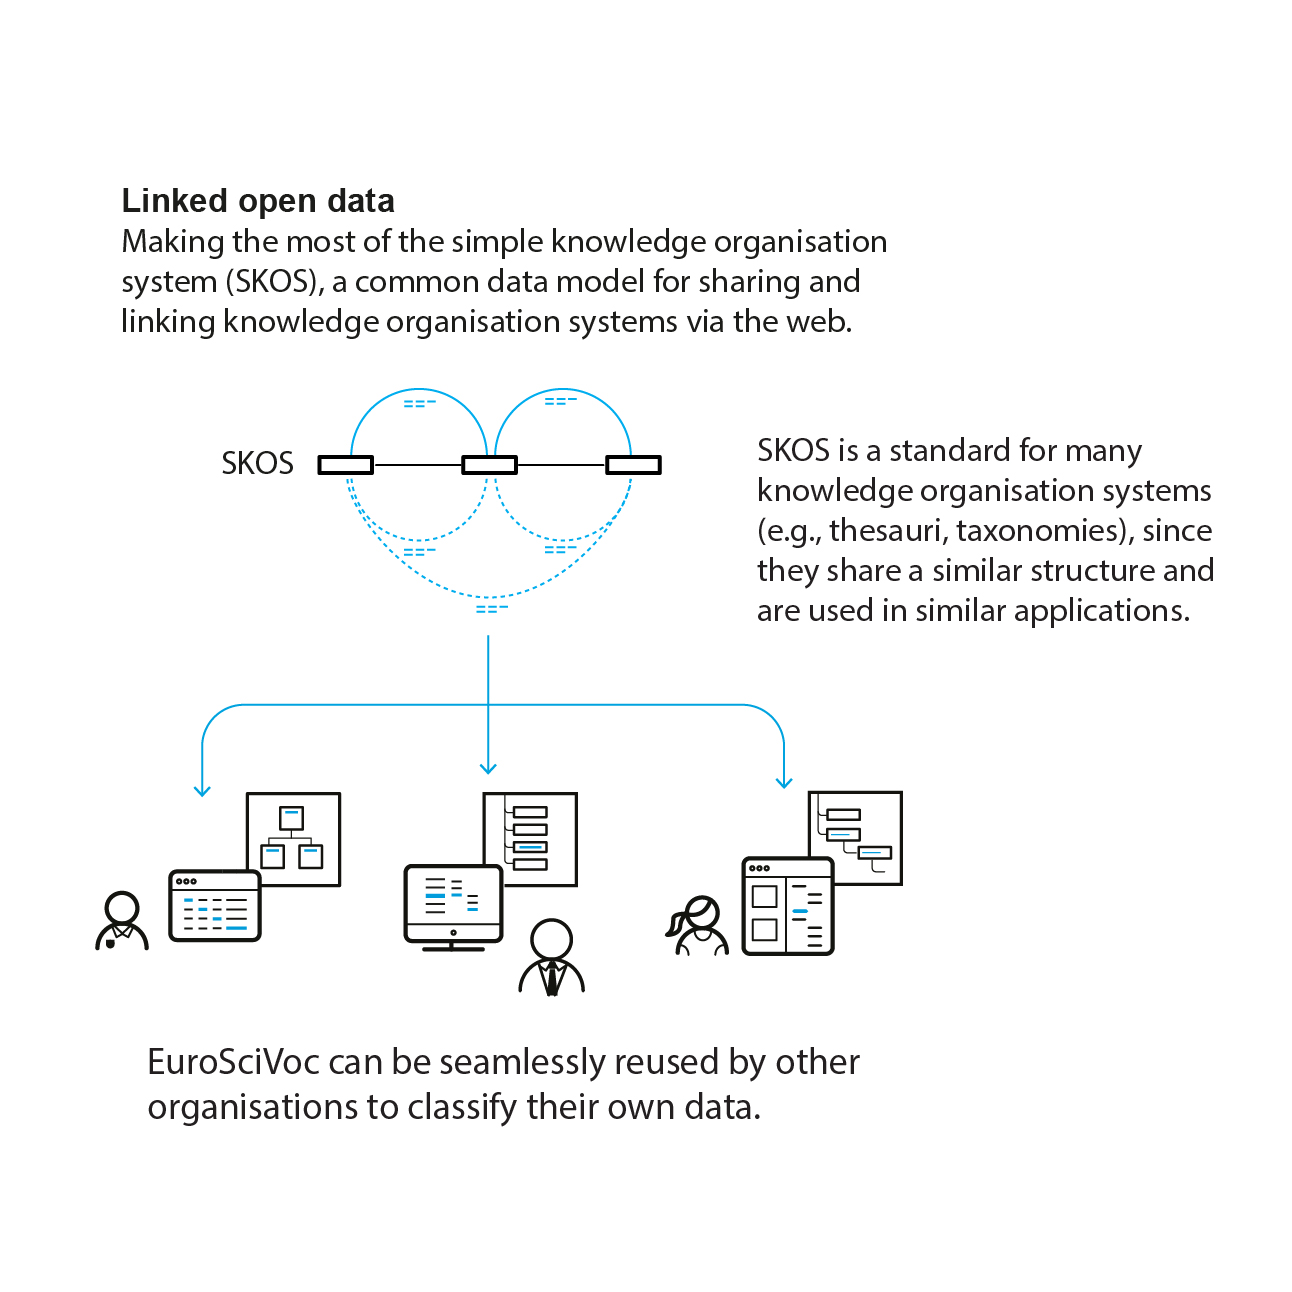 Linked open data
Making the most of the simple knowledge organisation
system (SKOS), a common data model for sharing and
linking knowledge organisation systems via the web.
SKOS
SKOS is a standard for many
knowledge organisation systems
(e.g., thesauri, taxonomies), since
they share a similar structure and
are used in similar applications.
EuroSciVoc can be seamlessly reused by other
organisations to classify their own data.